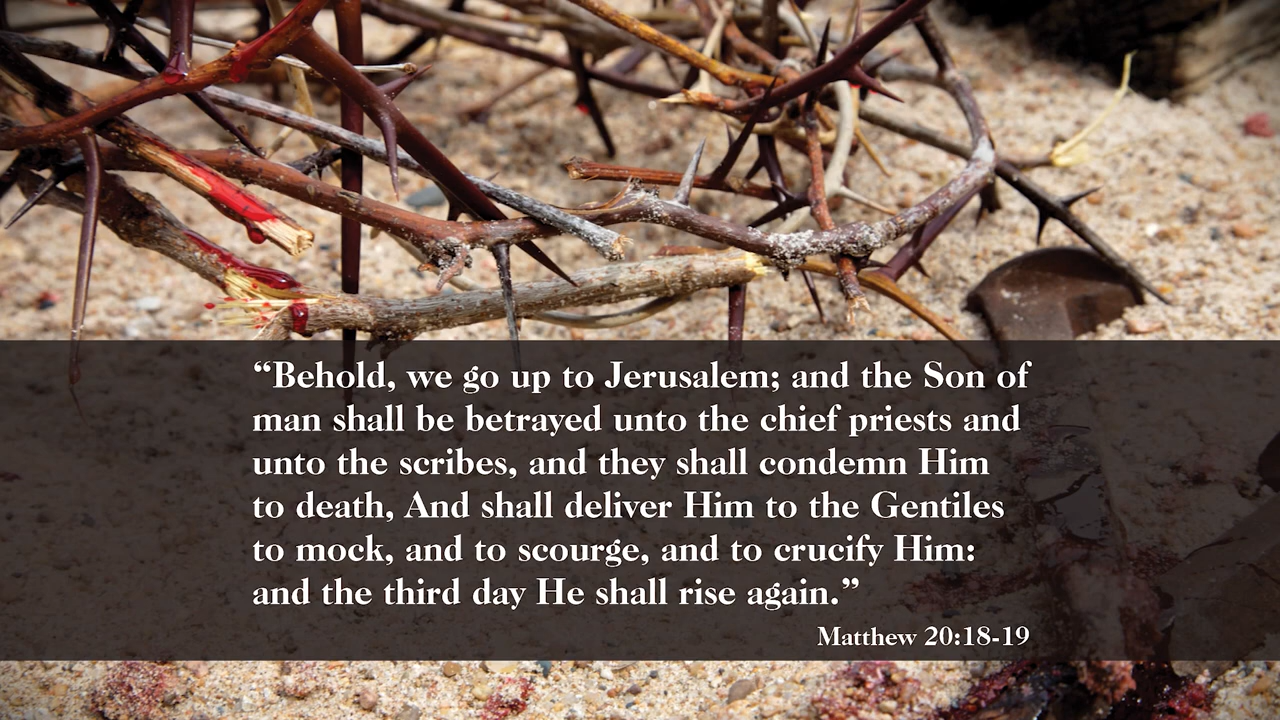 “Behold, we go up to Jerusalem; and the Son of
man shall be betrayed unto the chief priests and
unto the scribes, and they shall condemn Him
to death, And shall deliver Him to the Gentiles
to mock, and to scourge, and to crucify Him:
and the third day He shall rise again.”
Matthew 20:18-19